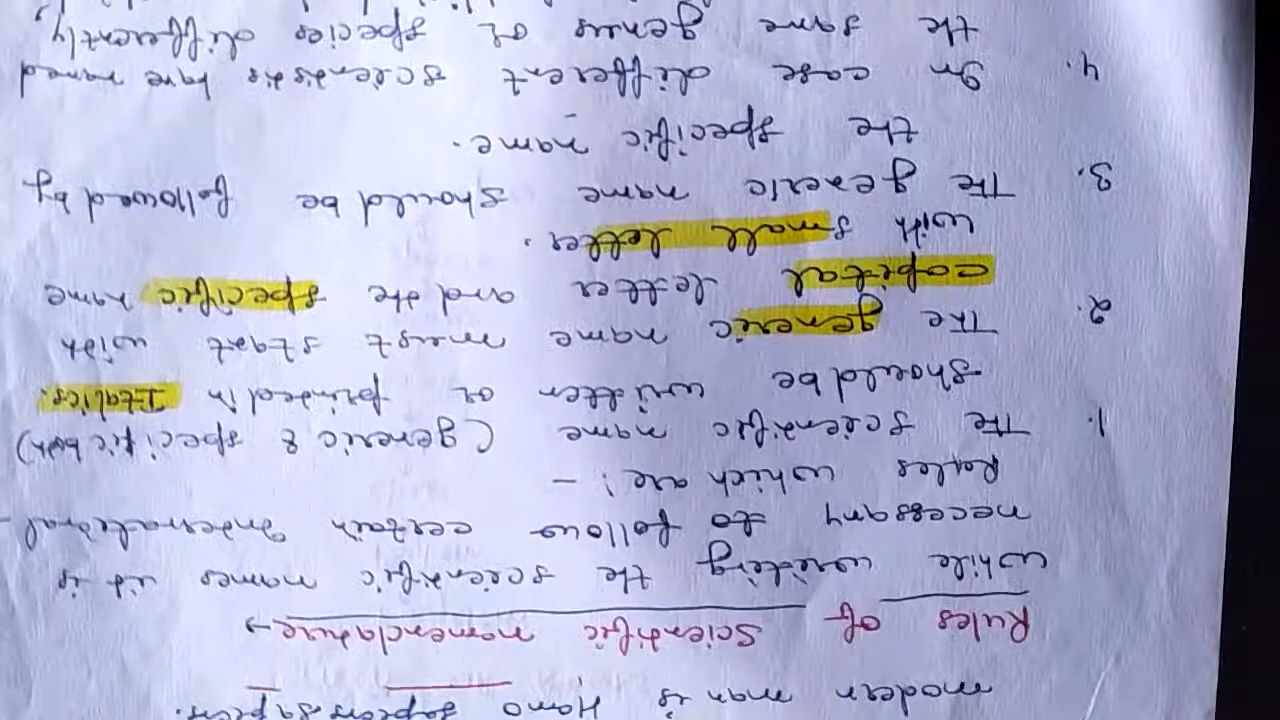 modern man is Homo sapiens sapiens.
Rules of Scientific nomenclature →
while writing the scientific names it is
necessary to follow certain International
Rules which are: -
1. The scientific name (generic & specific both)
should be written or printed in Italics.
2. The generic name must start with
capital letter and the specific name
with small letter.
3. The generic name should be followed by
the specific name.
4. In case different scientists have named
the same genus or species differently,